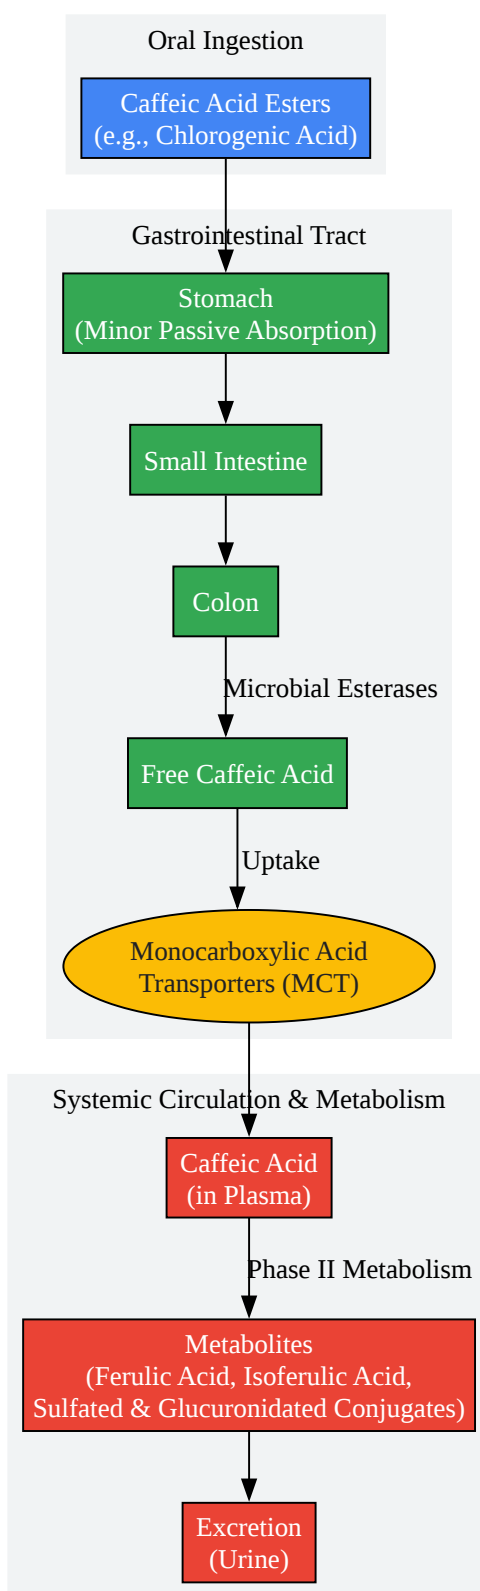 Oral Ingestion
Caffeic Acid Esters
(e.g., Chlorogenic Acid)
Gastrointestinal Tract
Stomach
(Minor Passive Absorption)
Small Intestine
Colon
Microbial Esterases
Free Caffeic Acid
Uptake
Monocarboxylic Acid
Transporters (MCT)
Systemic Circulation & Metabolism
Caffeic Acid
(in Plasma)
Phase II Metabolism
Metabolites
(Ferulic Acid, Isoferulic Acid,
Sulfated & Glucuronidated Conjugates)
Excretion
(Urine)